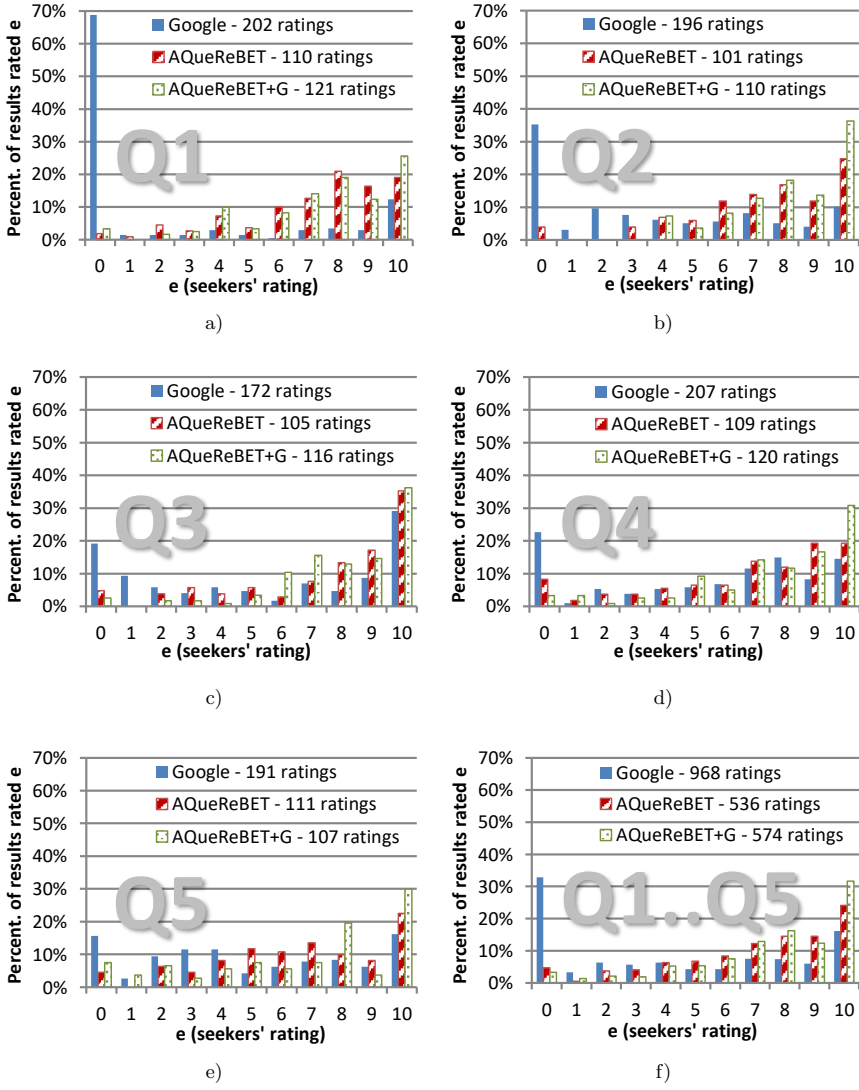 Percent. of results rated e
70%
60%
50%
40%
30%
20%
10%
0%
Google - 202 ratings
AQueReBET - 110 ratings
AQueReBET+G - 121 ratings
Q1
0 1 2 3 4 5 6 7 8 9 10
e (seekers' rating)
a)
Percent. of results rated e
70%
60%
50%
40%
30%
20%
10%
0%
Google - 196 ratings
AQueReBET - 101 ratings
AQueReBET+G - 110 ratings
Q2
0 1 2 3 4 5 6 7 8 9 10
e (seekers' rating)
b)
Percent. of results rated e
70%
60%
50%
40%
30%
20%
10%
0%
Google - 172 ratings
AQueReBET - 105 ratings
AQueReBET+G - 116 ratings
Q3
0 1 2 3 4 5 6 7 8 9 10
e (seekers' rating)
c)
Percent. of results rated e
70%
60%
50%
40%
30%
20%
10%
0%
Google - 207 ratings
AQueReBET - 109 ratings
AQueReBET+G - 120 ratings
Q4
0 1 2 3 4 5 6 7 8 9 10
e (seekers' rating)
d)
Percent. of results rated e
70%
60%
50%
40%
30%
20%
10%
0%
Google - 191 ratings
AQueReBET - 111 ratings
AQueReBET+G - 107 ratings
Q5
0 1 2 3 4 5 6 7 8 9 10
e (seekers' rating)
e)
Percent. of results rated e
70%
60%
50%
40%
30%
20%
10%
0%
Google - 968 ratings
AQueReBET - 536 ratings
AQueReBET+G - 574 ratings
Q1..Q5
0 1 2 3 4 5 6 7 8 9 10
e (seekers' rating)
f)